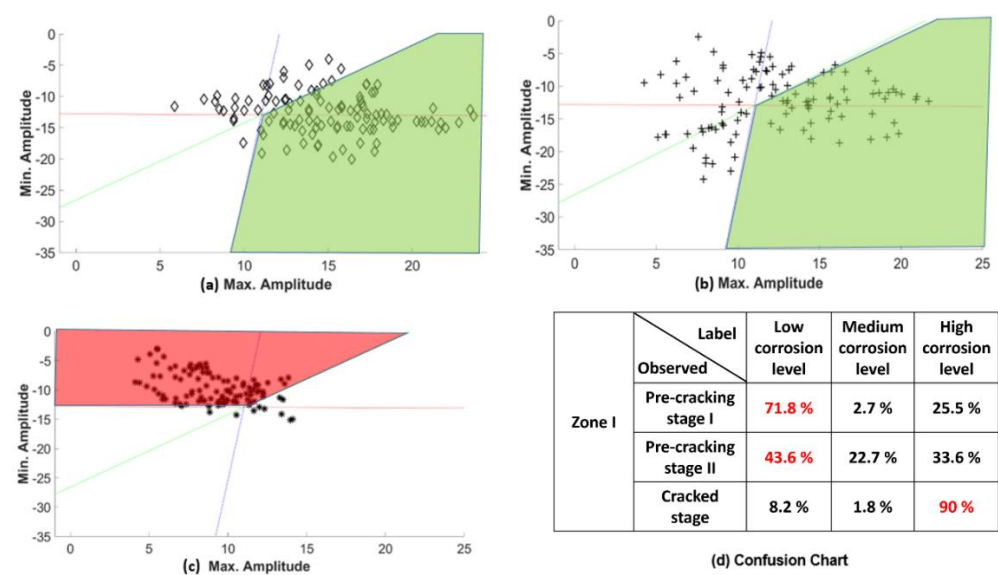 0
-5
-10
-15
-20
-25
-30
-35
Min. Amplitude
0 5 10 15 20
(a) Max. Amplitude
0
-5
-10
-15
-20
-25
-30
-35
Min. Amplitude
0 5 10 15 20 25
(b) Max. Amplitude
0
-5
-10
-15
-20
-25
-30
-35
Min. Amplitude
0 5 10 15 20 25
(c) Max. Amplitude
Label
Observed
Low
corrosion
level
Medium
corrosion
level
High
corrosion
level
Zone I
Pre-cracking
stage I
71.8 % 2.7 % 25.5 %
Pre-cracking
stage II
43.6 % 22.7 % 33.6 %
Cracked
stage
8.2 % 1.8 % 90 %
(d) Confusion Chart